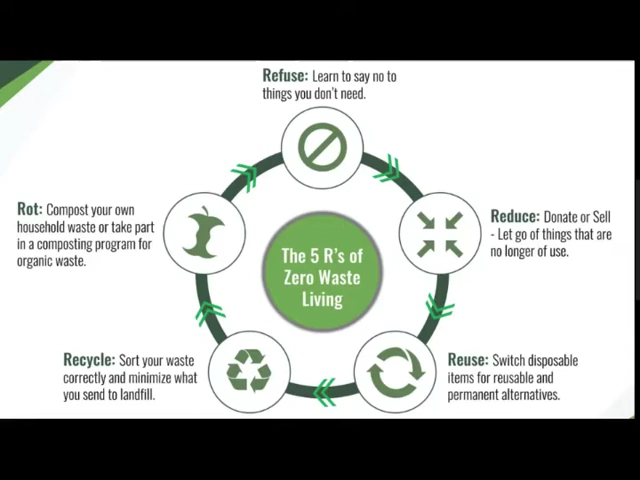 Refuse: Learn to say no to
things you don't need.
Rot: Compost your own
household waste or take part
in a composting program for
organic waste.
The 5 R's of
Zero Waste
Living
Reduce: Donate or Sell
- Let go of things that are
no longer of use.
Recycle: Sort your waste
correctly and minimize what
you send to landfill.
Reuse: Switch disposable
items for reusable and
permanent alternatives.